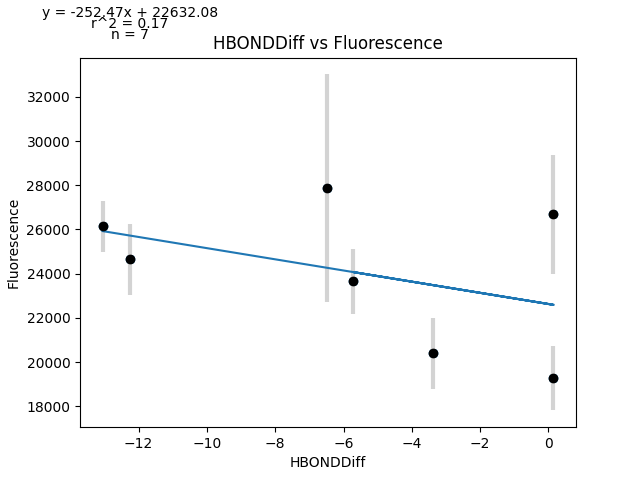 y = -252.47x + 22632.08
r^2 = 0.17
n = 7
HBONDDiff vs Fluorescence
Fluorescence
32000
30000
28000
26000
24000
22000
20000
18000
−12
−10
−8
−6
−4
−2
0
HBONDDiff